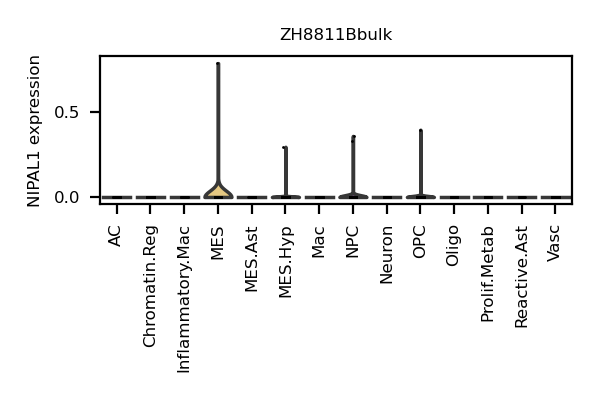 ZH8811Bbulk
NIPAL1 expression
0.5
0.0
AC
Chromatin.Reg
Inflammatory.Mac
MES
MES.Ast
MES.Hyp
Mac
NPC
Neuron
OPC
Oligo
Prolif.Metab
Reactive.Ast
Vasc